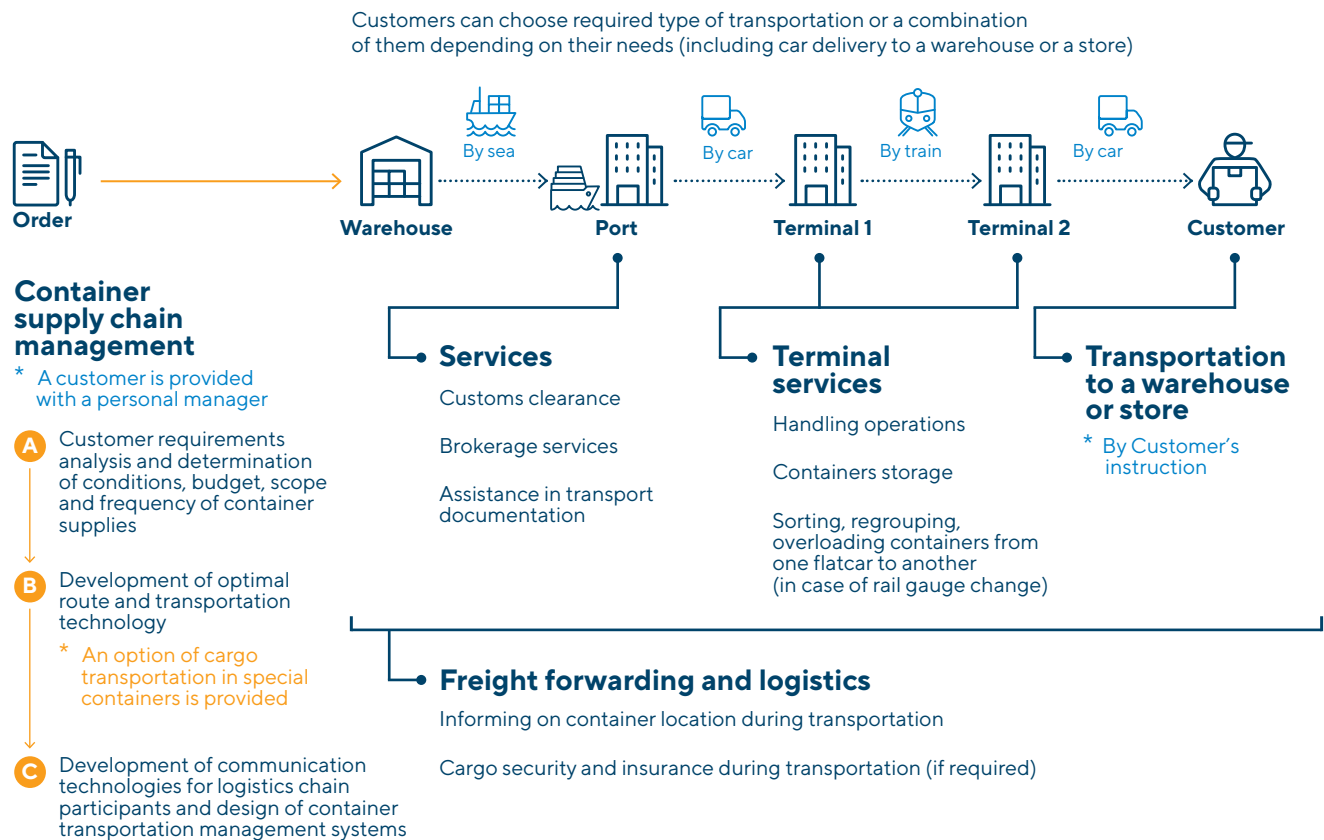 Customers can choose required type of transportation or a combination
of them depending on their needs (including car delivery to a warehouse or a store)
By sea
By car
By train
By car
Order
Warehouse
Port
Terminal 1
Terminal 2
Customer
Container
supply chain
management
* A customer is provided
with a personal manager
A
Customer requirements
analysis and determination
of conditions, budget, scope
and frequency of container
supplies
B
Development of optimal
route and transportation
technology
* An option of cargo
transportation in special
containers is provided
C
Development of communication
technologies for logistics chain
participants and design of container
transportation management systems
Services
Customs clearance
Brokerage services
Assistance in transport
documentation
Terminal
services
Handling operations
Containers storage
Sorting, regrouping,
overloading containers from
one flatcar to another
(in case of rail gauge change)
Transportation
to a warehouse
or store
* By Customer's
instruction
Freight forwarding and logistics
Informing on container location during transportation
Cargo security and insurance during transportation (if required)